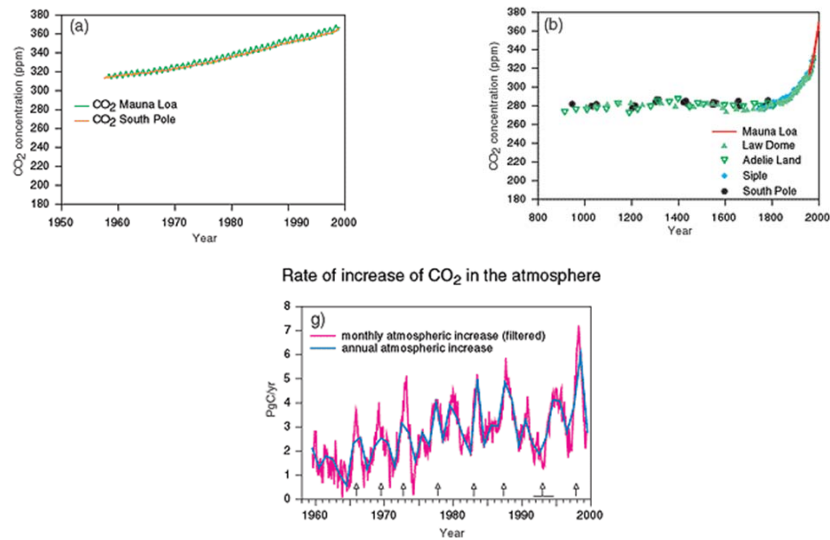 (a)
CO2 concentration (ppm)
380
360
340
320
300
280
260
240
220
200
180
CO2 Mauna Loa
CO2 South Pole
1950 1960 1970 1980 1990 2000
Year
(b)
CO2 concentration (ppm)
380
360
340
320
300
280
260
240
220
200
180
Mauna Loa
Law Dome
Adelie Land
Siple
South Pole
800 1000 1200 1400 1600 1800 2000
Year
Rate of increase of CO2 in the atmosphere
g)
PgC/yr
8
7
6
5
4
3
2
1
0
monthly atmospheric increase (filtered)
annual atmospheric increase
1960 1970 1980 1990 2000
Year